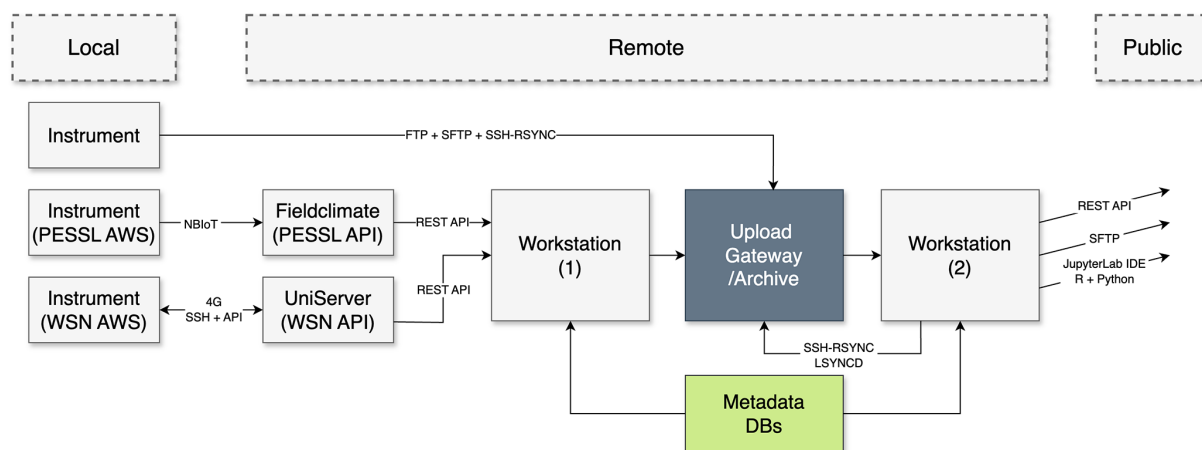 Local
Remote
Public
Instrument
FTP + SFTP + SSH-RSYNC
Instrument
(PESSL AWS)
NBIoT
Fieldclimate
(PESSL API)
REST API
Workstation
(1)
Upload
Gateway
/Archive
Workstation
(2)
REST API
SFTP
JupyterLab IDE
R + Python
Instrument
(WSN AWS)
4G
SSH + API
UniServer
(WSN API)
REST API
SSH-RSYNC
LSYNCD
Metadata
DBs